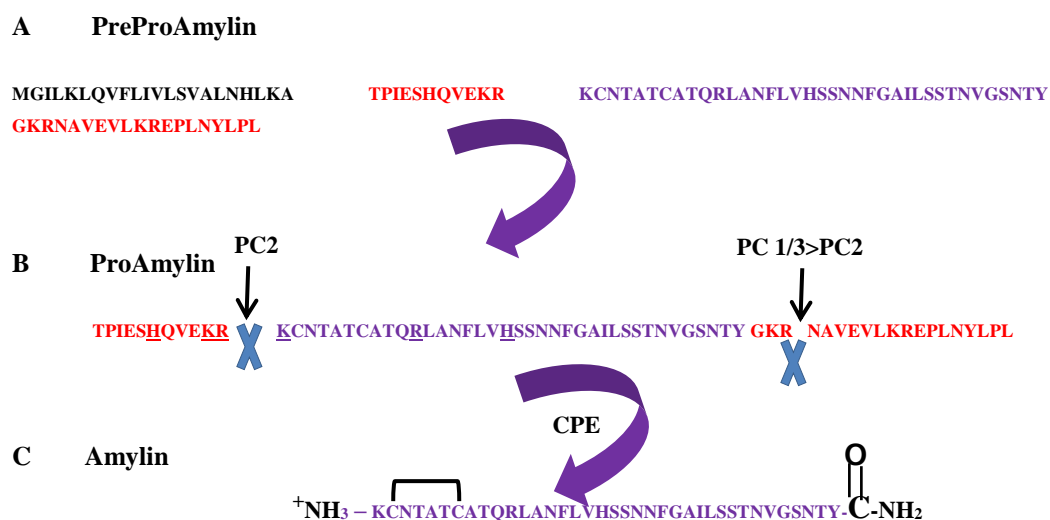 A PreProAmylin
MGILKLQVFLIVLSVALNHLKA TPIESHQVEKR KCNTATCATQRLANFLVHSSNNFGAILSSTNVGSNTY
GKRNAVEVLKREPLNYLPL
PC2 PC 1/3>PC2
B ProAmylin
TPIESHQVEKR KCNTATCATQRLANFLVHSSNNFGAILSSTNVGSNTY GKR NAVEVLKREPLNYLPL
CPE
C Amylin
O
+NH3 – KCNTATCATQRLANFLVHSSNNFGAILSSTNVGSNTY-C-NH2